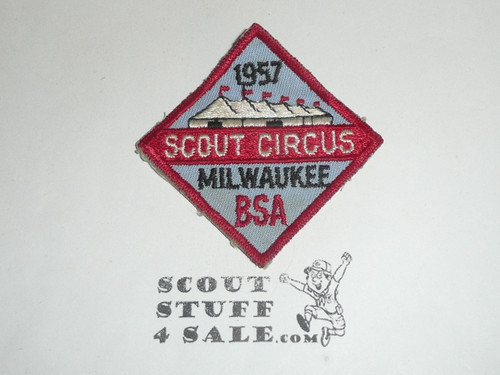 1957
SCOUT CIRCUS
MILWAUKEE
BSA
SCOUT
STUFF
4 SALE.COM